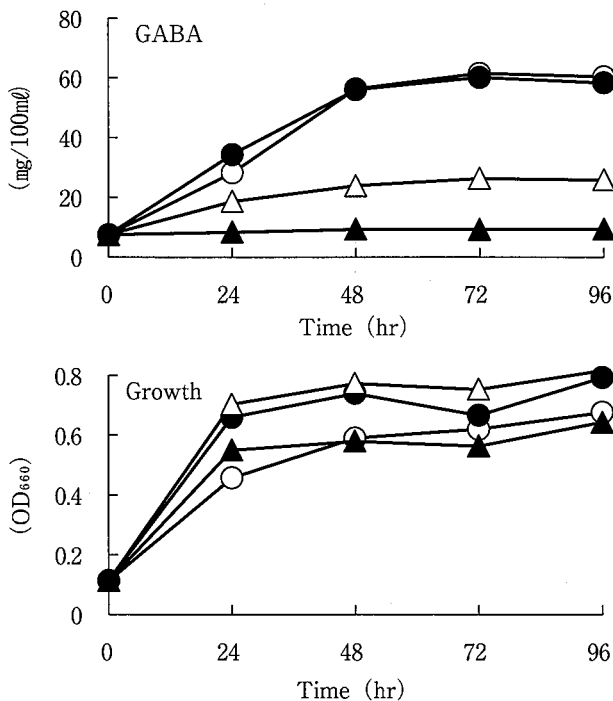 GABA
(mg/100mℓ)
80
60
40
20
0
0 24 48 72 96
Time (hr)
Growth
(OD₆₆₀)
0.8
0.6
0.4
0.2
0
0 24 48 72 96
Time (hr)